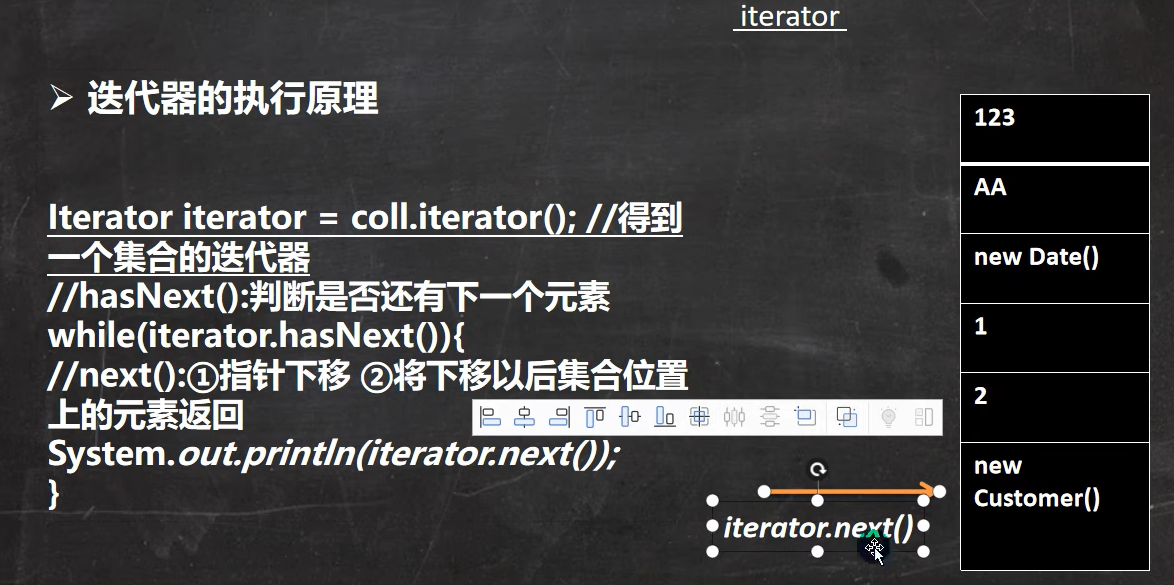 iterator
迭代器的执行原理
Iterator iterator = coll.iterator(); //得到
一个集合的迭代器
//hasNext():判断是否还有下一个元素
while(iterator.hasNext()){
//next():①指针下移 ②将下移以后集合位置
上的元素返回
System.out.println(iterator.next());
}
iterator.next()
123
AA
new Date()
1
2
new
Customer()